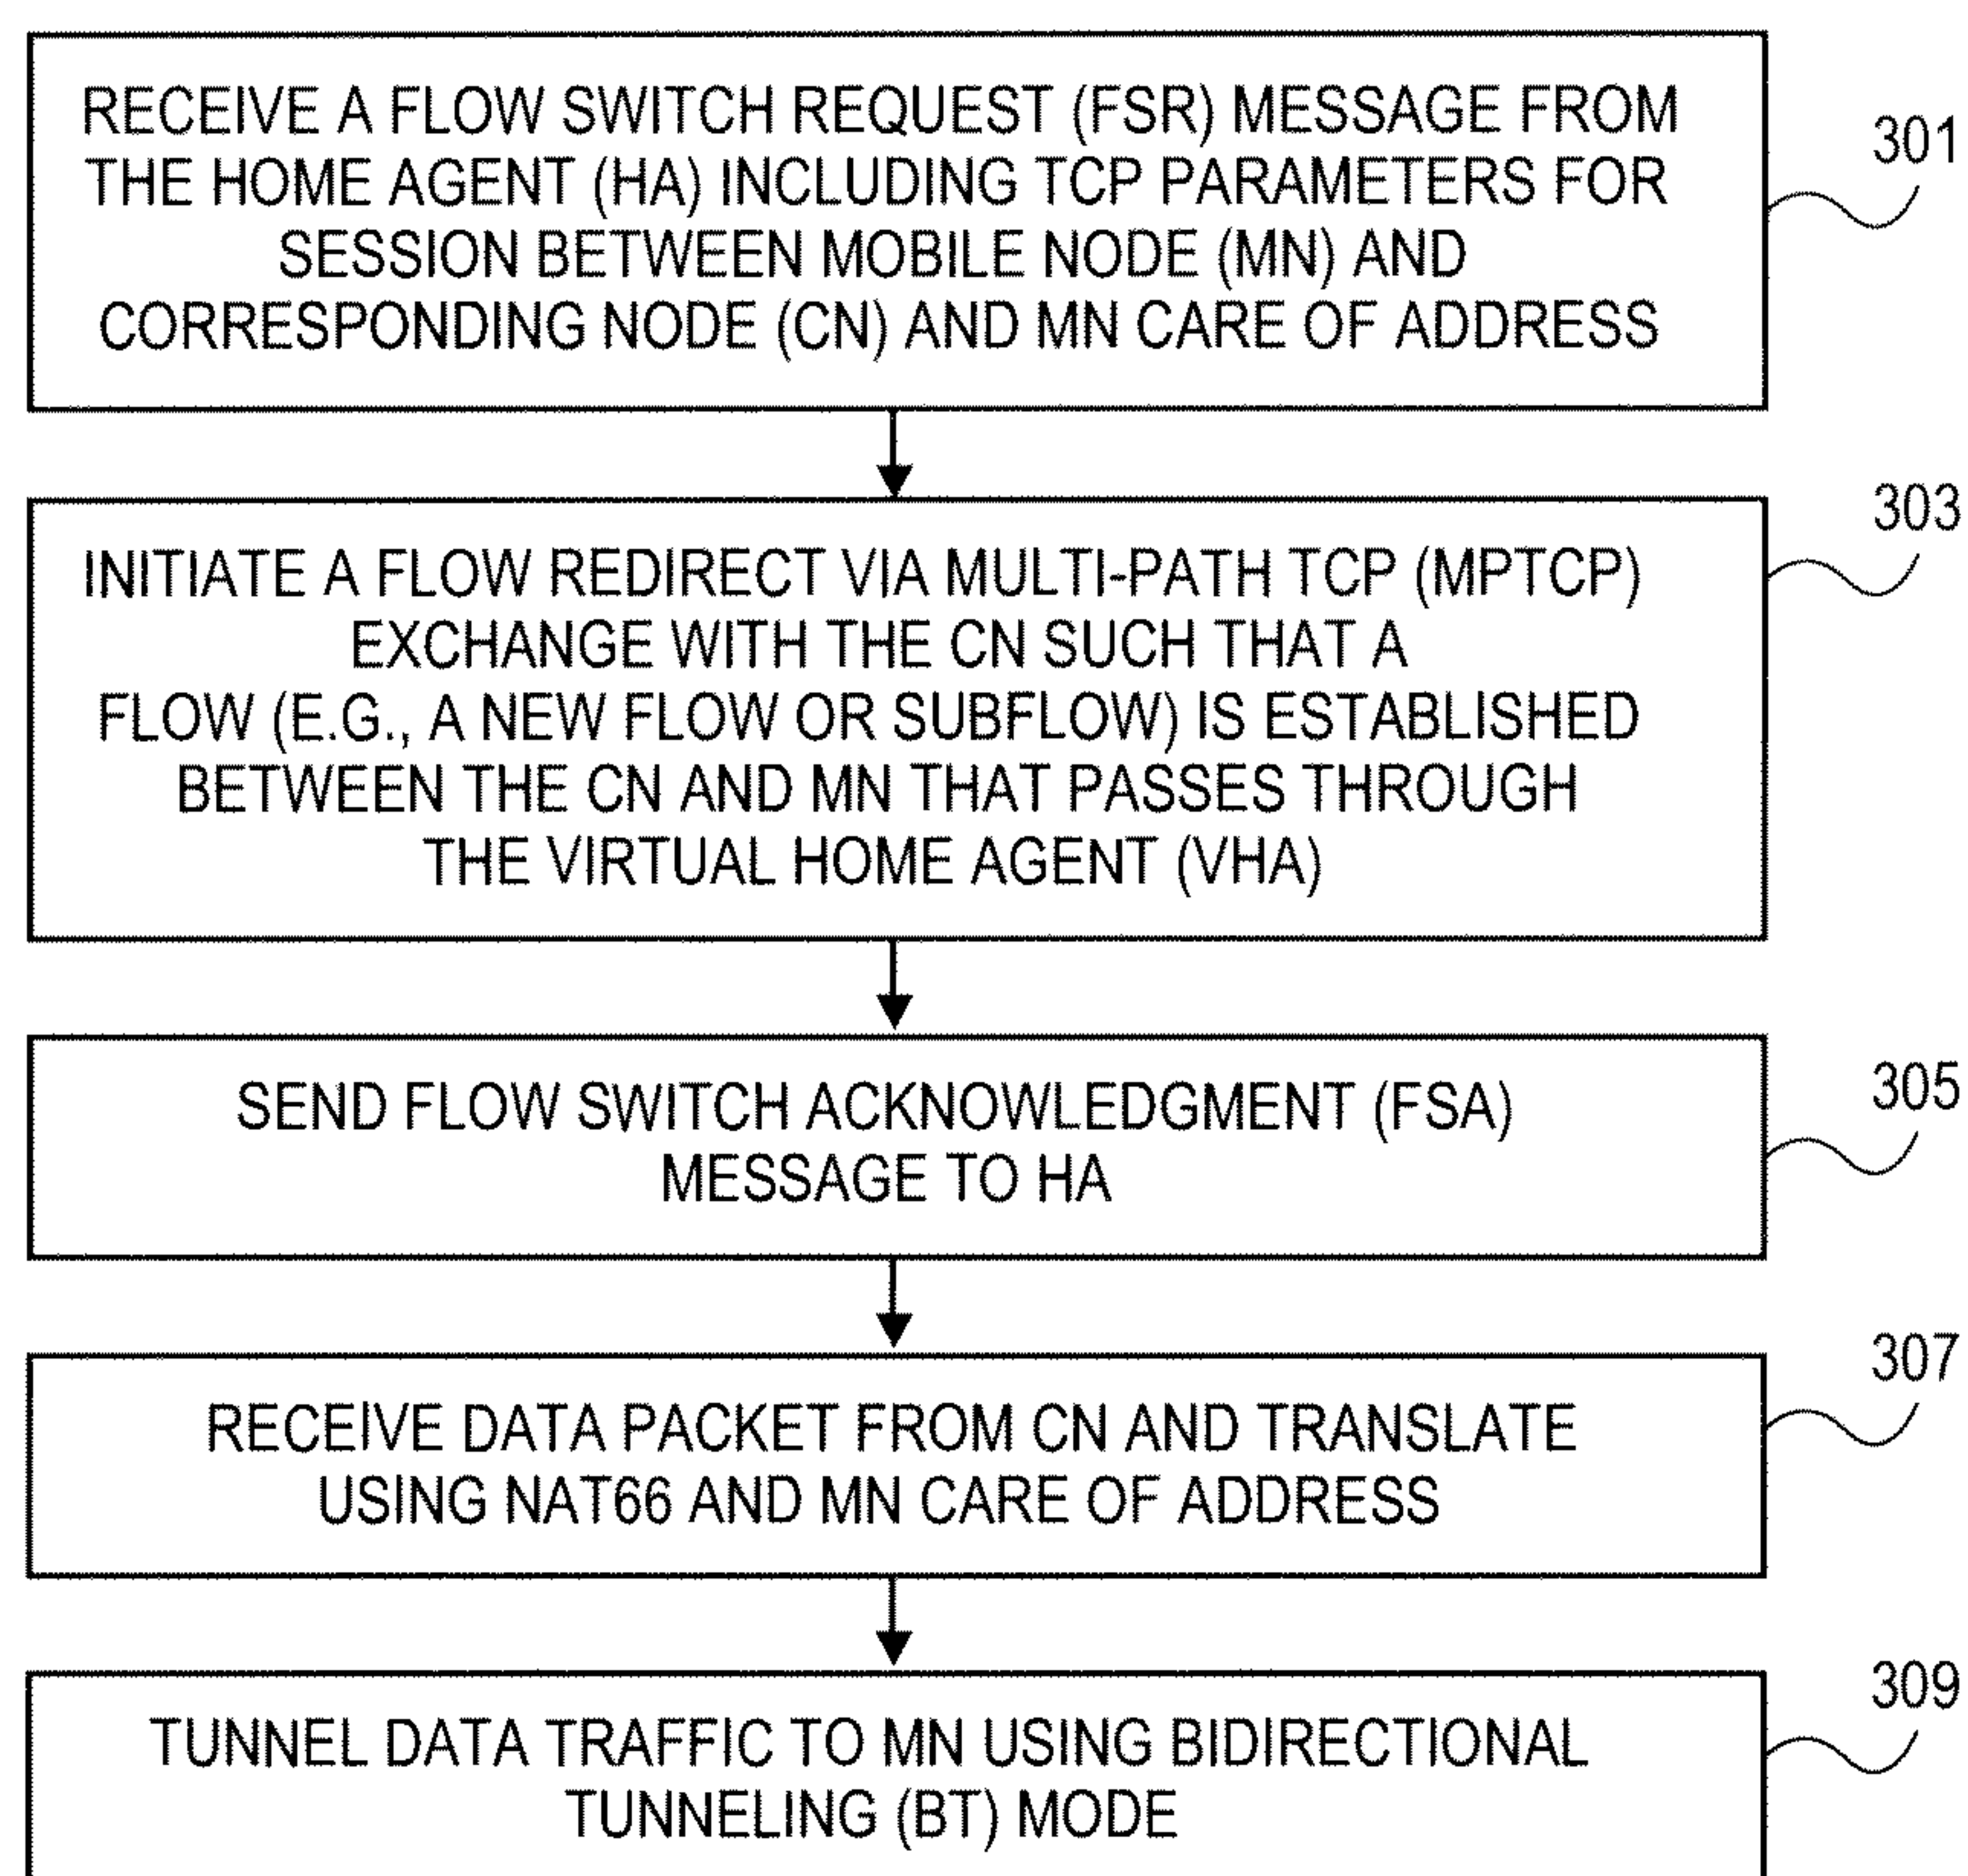 RECEIVE A FLOW SWITCH REQUEST (FSR) MESSAGE FROM
THE HOME AGENT (HA) INCLUDING TCP PARAMETERS FOR
SESSION BETWEEN MOBILE NODE (MN) AND
CORRESPONDING NODE (CN) AND MN CARE OF ADDRESS
301
INITIATE A FLOW REDIRECT VIA MULTI-PATH TCP (MPTCP)
EXCHANGE WITH THE CN SUCH THAT A
FLOW (E.G., A NEW FLOW OR SUBFLOW) IS ESTABLISHED
BETWEEN THE CN AND MN THAT PASSES THROUGH
THE VIRTUAL HOME AGENT (VHA)
303
SEND FLOW SWITCH ACKNOWLEDGMENT (FSA)
MESSAGE TO HA
305
RECEIVE DATA PACKET FROM CN AND TRANSLATE
USING NAT66 AND MN CARE OF ADDRESS
307
TUNNEL DATA TRAFFIC TO MN USING BIDIRECTIONAL
TUNNELING (BT) MODE
309